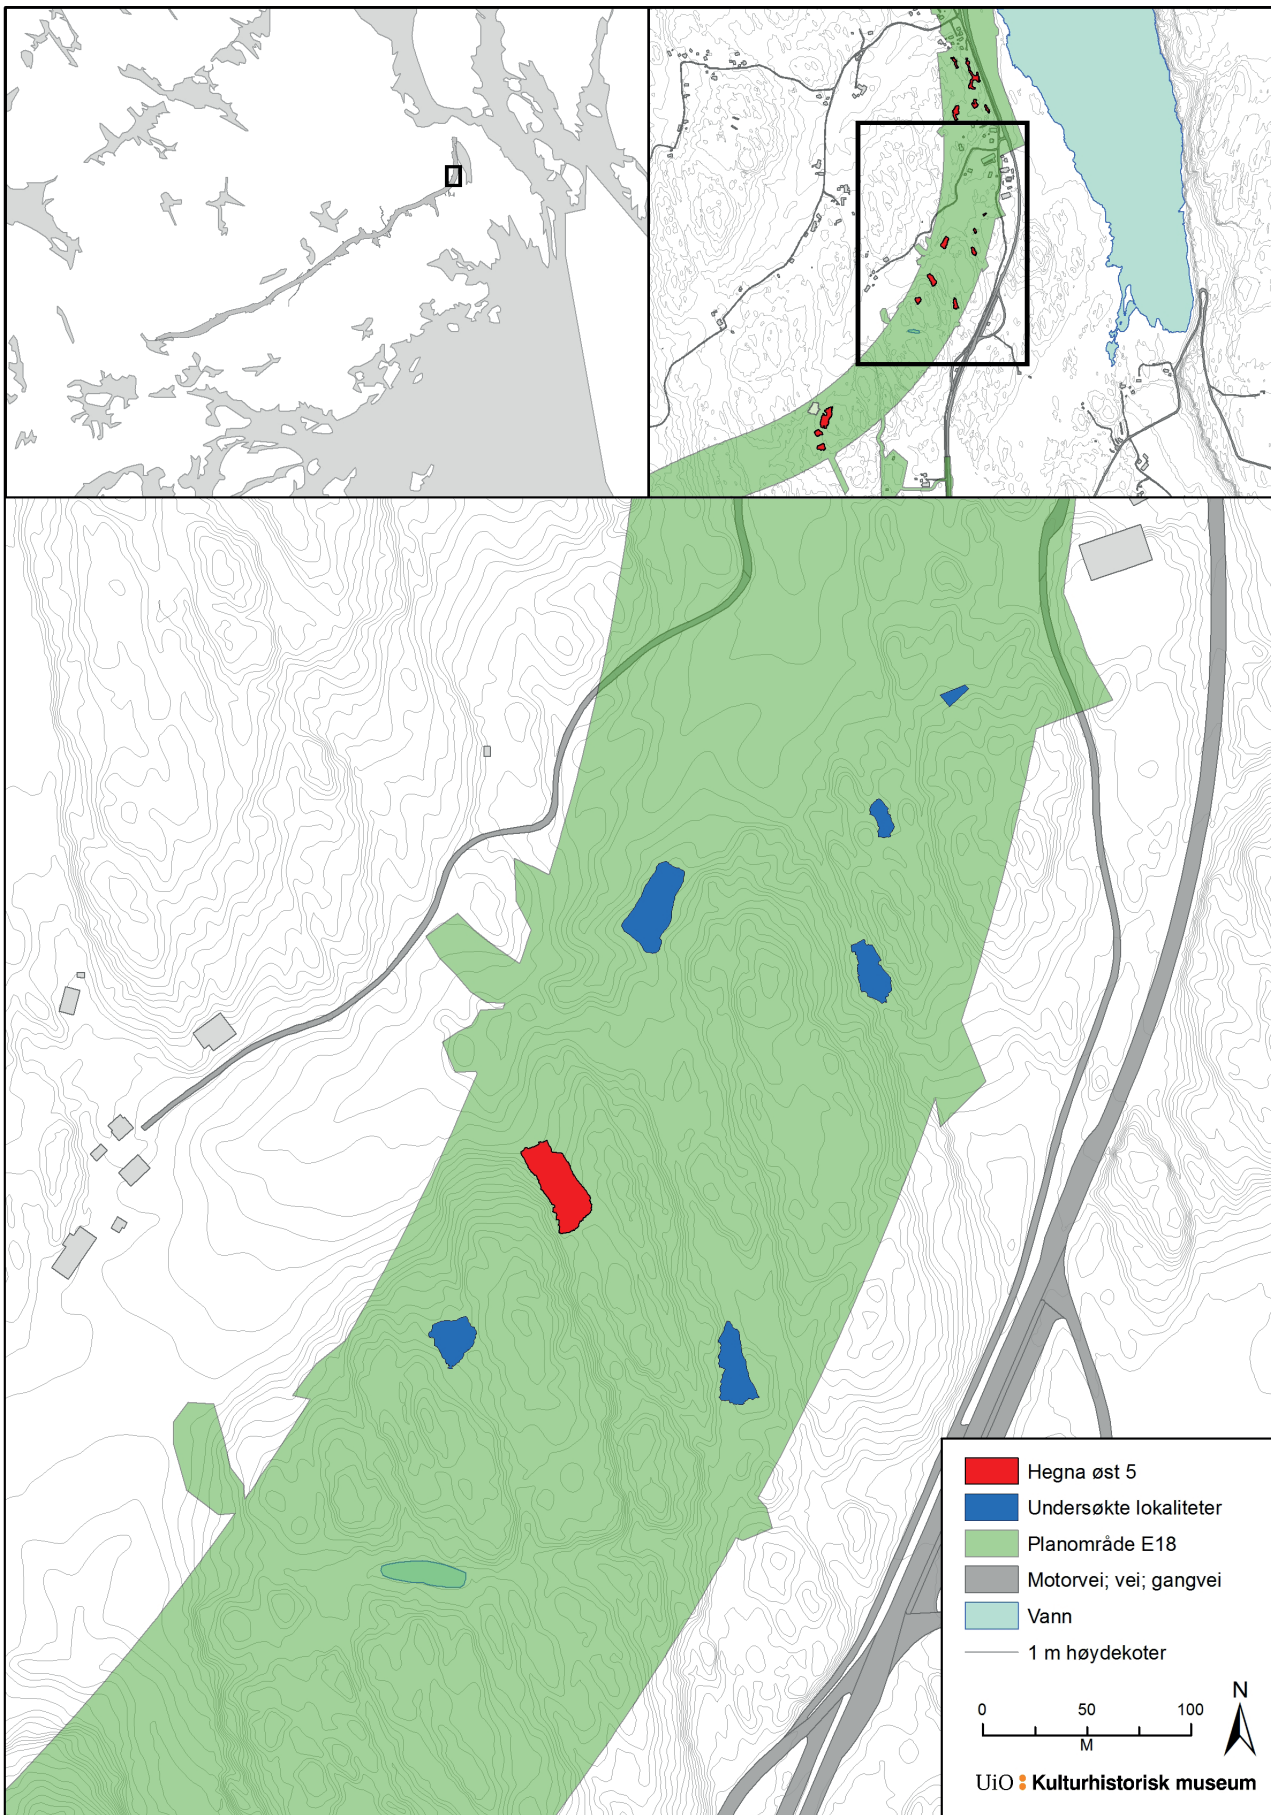 Hegna øst 5
Undersøkte lokaliteter
Planområde E18
Motorvei; vei; gangvei
Vann
1 m høydekoter
N
0 50 100
M
UiO : Kulturhistorisk museum